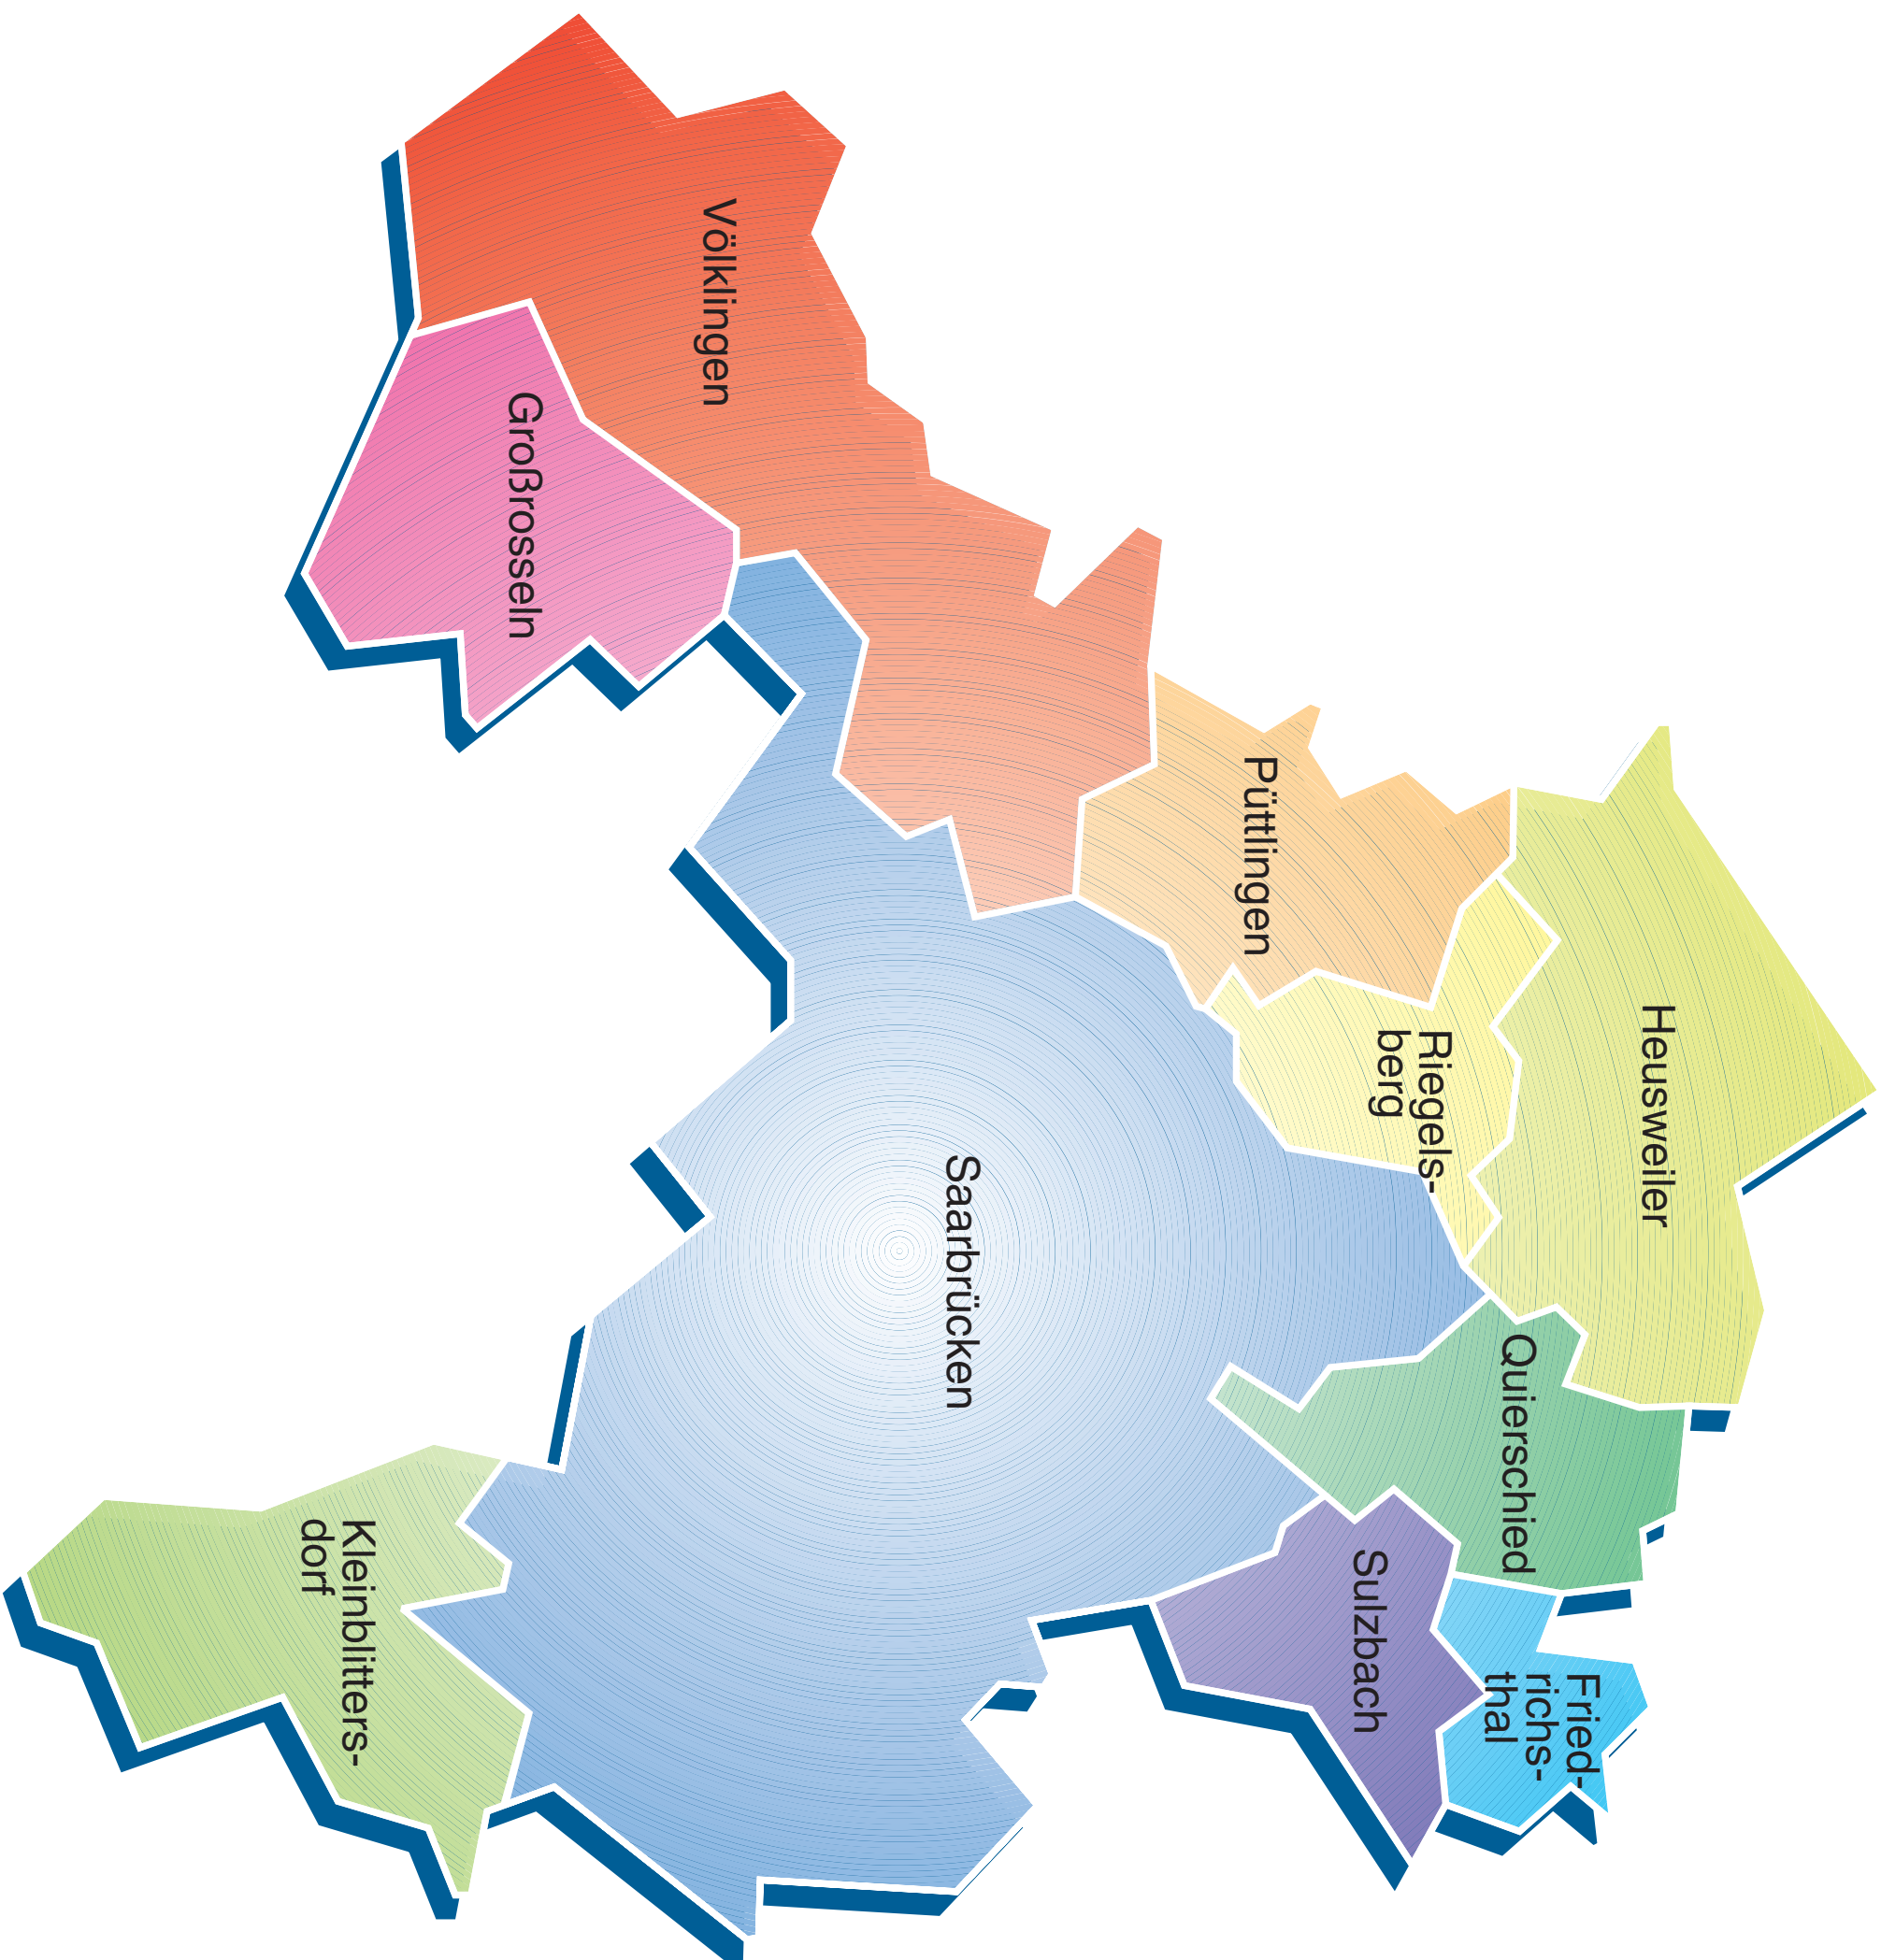 Heusweiler
Riegels-
berg
Püttlingen
Quierschied
Fried-
richs-
thal
Sulzbach
Völklingen
Saarbrücken
Großrosseln
Kleinblitters-
dorf